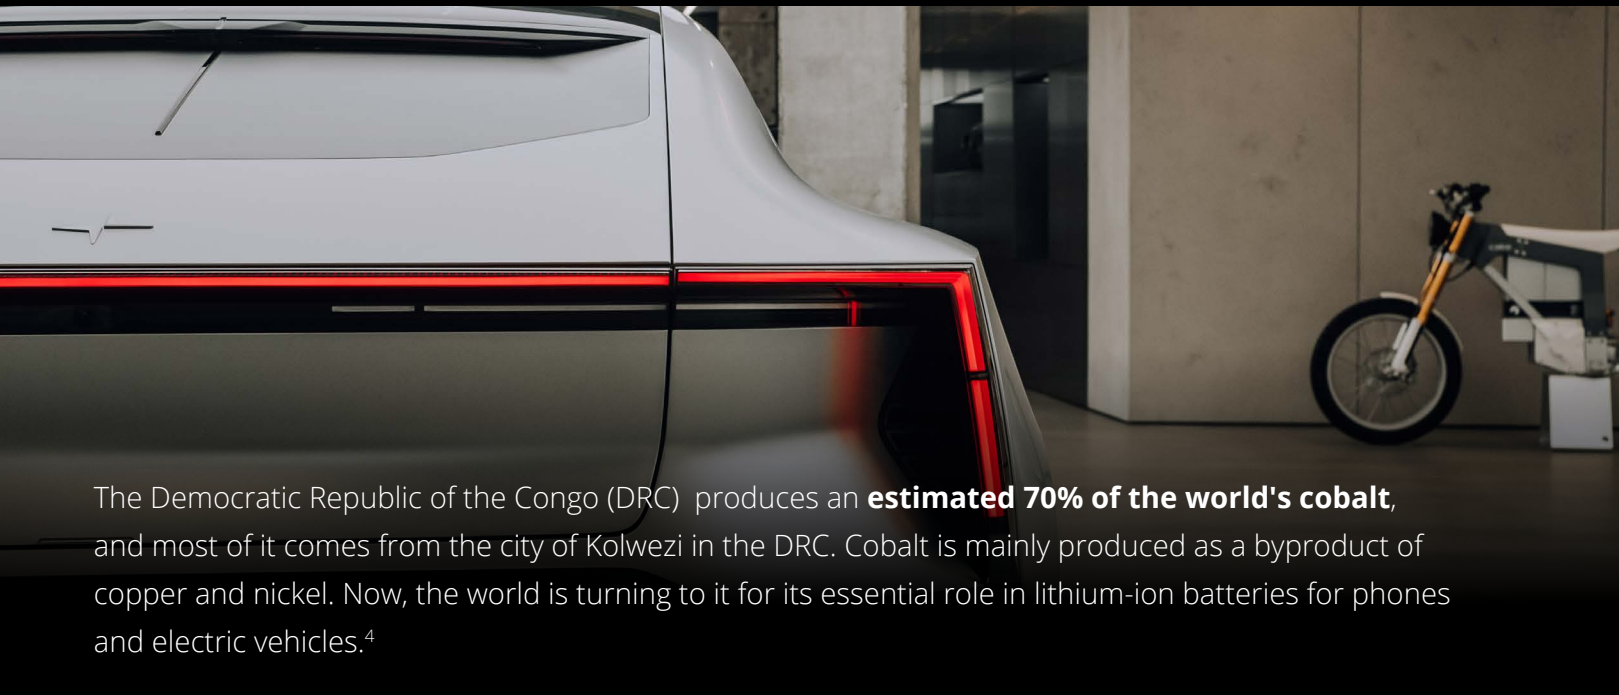 The Democratic Republic of the Congo (DRC)  produces an estimated 70% of the world's cobalt,
and most of it comes from the city of Kolwezi in the DRC. Cobalt is mainly produced as a byproduct of
copper and nickel. Now, the world is turning to it for its essential role in lithium-ion batteries for phones
and electric vehicles.⁴